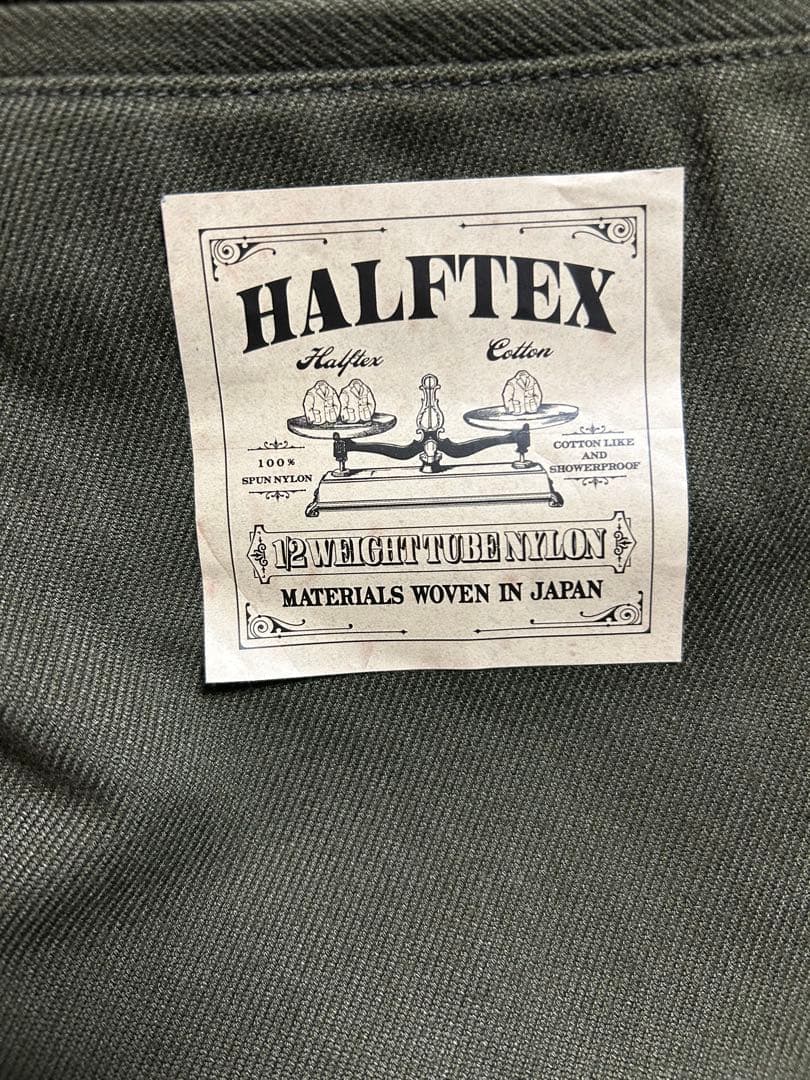 HALFTEX
Halftex
Cotton
100%
SPUN NYLON
COTTON LIKE
AND
SHOWERPROOF
1/2 WEIGHT TUBE NYLON
MATERIALS WOVEN IN JAPAN